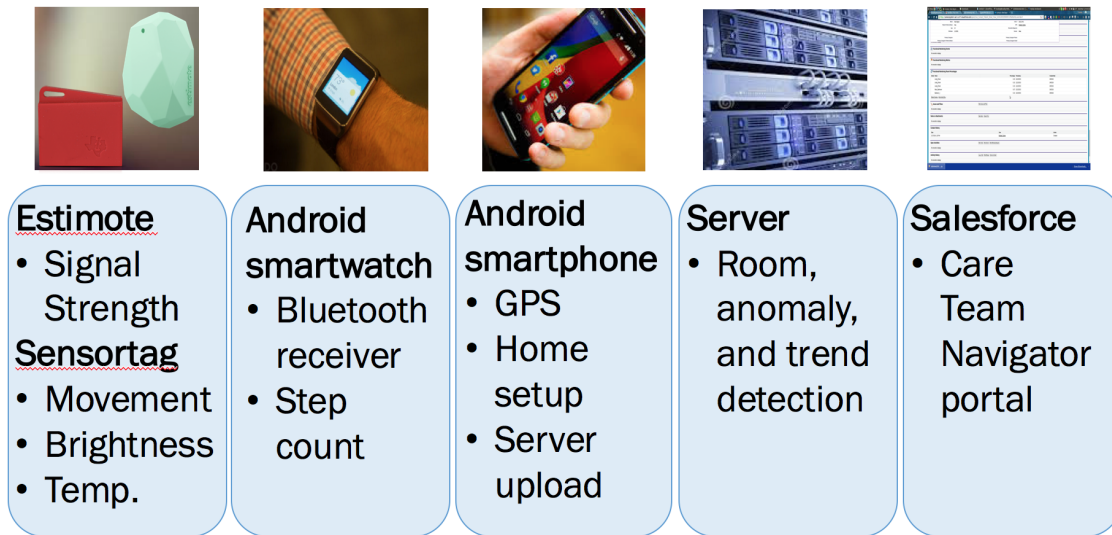 Estimote
• Signal
Strength
Sensortag
• Movement
• Brightness
• Temp.
Android
smartwatch
• Bluetooth
receiver
• Step
count
Android
smartphone
• GPS
• Home
setup
• Server
upload
Server
• Room,
anomaly,
and trend
detection
Salesforce
• Care
Team
Navigator
portal